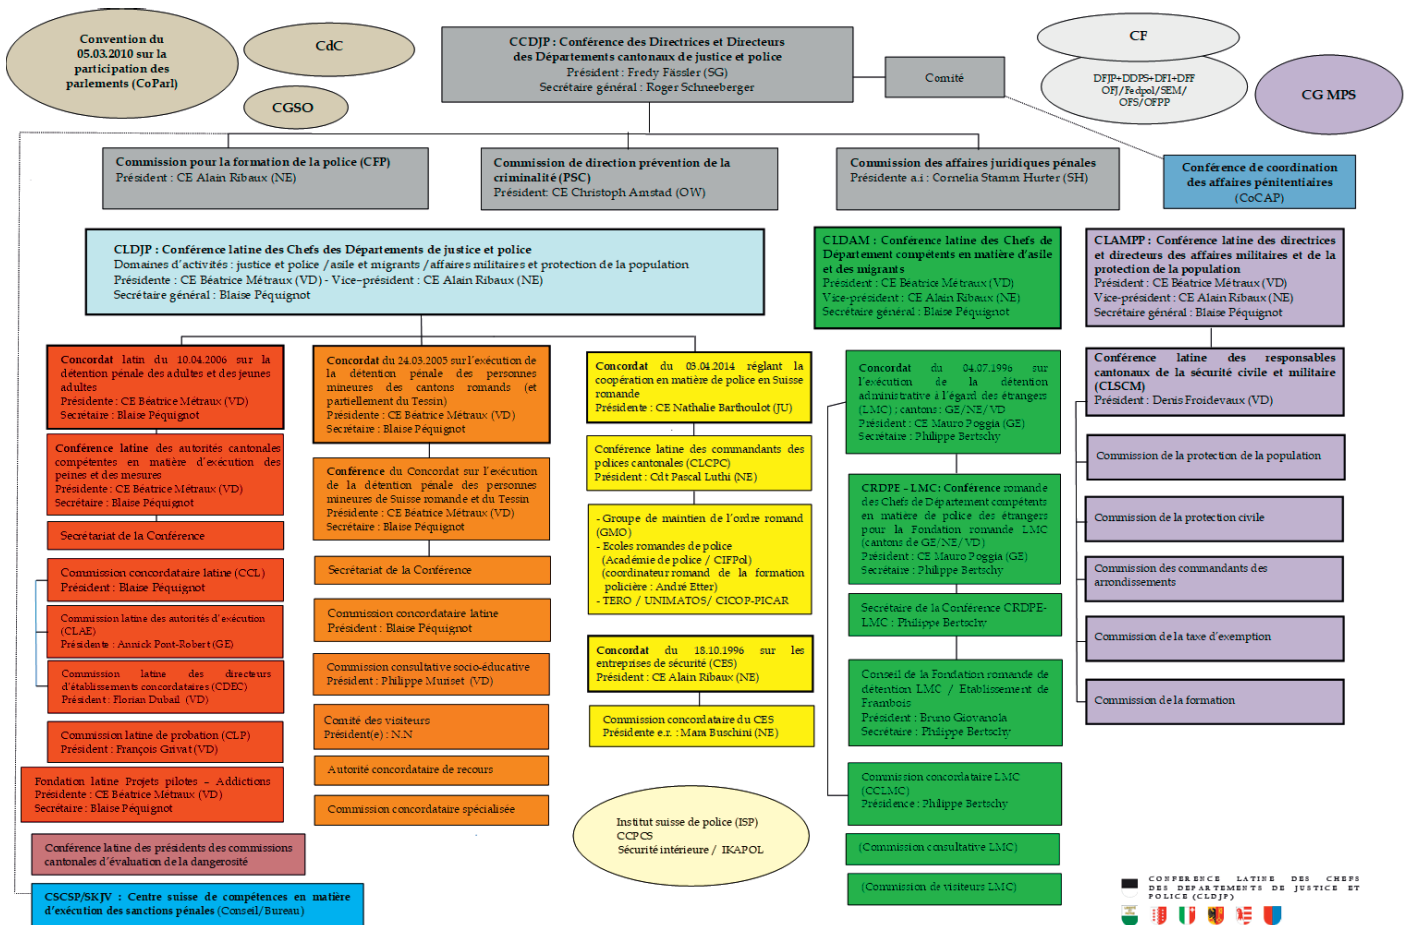 Convention du
05.03.2010 sur la
participation des
parlements (CoParl)
CdC
CGSO
CCDJP : Conférence des Directrices et Directeurs
des Départements cantonaux de justice et police
Président : Fredy Fässler (SG)
Secrétaire général : Roger Schneeberger
Comité
CF
DFJP+DDPS+DFI+DFF
OFJ/Fedpol/SEM/
OFS/OFPP
CG MPS
Commission pour la formation de la police (CFP)
Président : CE Alain Ribaux (NE)
Commission de direction prévention de la
criminalité (PSC)
Président: CE Christoph Amstad (OW)
Commission des affaires juridiques pénales
Présidente a.i : Cornelia Stamm Hurter (SH)
Conférence de coordination
des affaires pénitentiaires
(CoCAP)
CLDJP : Conférence latine des Chefs des Départements de justice et police
Domaines d'activités : justice et police /asile et migrants /affaires militaires et protection de la population
Présidente : CE Béatrice Métraux (VD) - Vice-président : CE Alain Ribaux (NE)
Secrétaire général : Blaise Péquignot
CLDAM : Conférence latine des Chefs de
Département compétents en matière d'asile
et des migrants
Président : CE Béatrice Métraux (VD)
Vice-président : CE Alain Ribaux (NE)
Secrétaire général : Blaise Péquignot
CLAMPP : Conférence latine des directrices
et directeurs des affaires militaires et de la
protection de la population
Président : CE Béatrice Métraux (VD)
Vice-président : CE Alain Ribaux (NE)
Secrétaire général : Blaise Péquignot
Concordat latin du 10.04.2006 sur la
détention pénale des adultes et des jeunes
adultes
Présidente : CE Béatrice Métraux (VD)
Secrétaire : Blaise Péquignot
Conférence latine des autorités cantonales
compétentes en matière d'exécution des
peines et des mesures
Présidente : CE Béatrice Métraux (VD)
Secrétaire : Blaise Péquignot
Secrétariat de la Conférence
Commission concordataire latine (CCL)
Président : Blaise Péquignot
Commission latine des autorités d'exécution
(CLAE)
Présidente : Annick Pont-Robert (GE)
Commission latine des directeurs
d'établissements concordataires (CDEC)
Président : Florian Dubail (VD)
Commission latine de probation (CLP)
Président : François Grivat (VD)
Fondation latine Projets pilotes – Addictions
Présidente : CE Béatrice Métraux (VD)
Secrétaire : Blaise Péquignot
Conférence latine des présidents des commissions
cantonales d'évaluation de la dangerosité
CSCSP/SKJV : Centre suisse de compétences en matière
d'exécution des sanctions pénales (Conseil/Bureau)
Concordat du 24.03.2005 sur l'exécution de
la détention pénale des personnes
mineures des cantons romands (et
partiellement du Tessin)
Présidente : CE Béatrice Métraux (VD)
Secrétaire : Blaise Péquignot
Conférence du Concordat sur l'exécution
de la détention pénale des personnes
mineures de Suisse romande et du Tessin
Présidente : CE Béatrice Métraux (VD)
Secrétaire : Blaise Péquignot
Secrétariat de la Conférence
Commission concordataire latine
Président : Blaise Péquignot
Commission consultative socio-éducative
Président : Philippe Muriset (VD)
Comité des visiteurs
Président(e) : N.N
Autorité concordataire de recours
Commission concordataire spécialisée
Concordat du 03.04.2014 réglant la
coopération en matière de police en Suisse
romande
Présidente : CE Nathalie Barthoulot (JU)
Conférence latine des commandants des
polices cantonales (CLCPC)
Président : Cdt Pascal Luthi (NE)
- Groupe de maintien de l'ordre romand
(GMO)
- Ecoles romandes de police
(Académie de police / CIFPol)
(coordinateur romand de la formation
policière : André Etter)
- TERO / UNIMATOS/ CICOP-PICAR
Concordat du 18.10.1996 sur les
entreprises de sécurité (CES)
Président : CE Alain Ribaux (NE)
Commission concordataire du CES
Présidente e.r. : Mara Buschini (NE)
Institut suisse de police (ISP)
CCPCS
Sécurité intérieure / IKAPOL
Concordat du 04.07.1996 sur
l'exécution de la détention
administrative à l'égard des étrangers
(LMC) ; cantons : GE/NE/VD
Président : CE Mauro Poggia (GE)
Secrétaire : Philippe Bertschy
CRDPE - LMC: Conférence romande
des Chefs de Département compétents
en matière de police des étrangers
pour la Fondation romande LMC
(cantons de GE/NE/VD)
Président : CE Mauro Poggia (GE)
Secrétaire : Philippe Bertschy
Secrétaire de la Conférence CRDPE-
LMC : Philippe Bertschy
Conseil de la Fondation romande de
détention LMC / Etablissement de
Frambois
Président : Bruno Giovanola
Secrétaire : Philippe Bertschy
Commission concordataire LMC
(CCLMC)
Présidence : Philippe Bertschy
(Commission consultative LMC)
(Commission de visiteurs LMC)
Conférence latine des responsables
cantonaux de la sécurité civile et militaire
(CLSCM)
Président : Denis Froidevaux (VD)
Commission de la protection de la population
Commission de la protection civile
Commission des commandants des
arrondissements
Commission de la taxe d'exemption
Commission de la formation
CONFERENCE LATINE DES CHEFS
DES DEPARTEMENTS DE JUSTICE ET
POLICE (CLDJP)